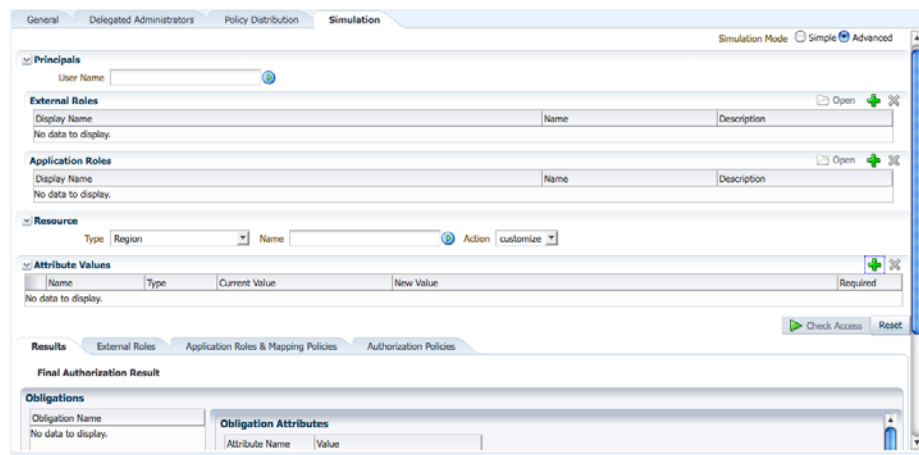 General Delegated Administrators Policy Distribution Simulation
Simulation Mode Simple Advanced
Principals
User Name
External Roles Open
Display Name Name Description
No data to display.
Application Roles Open
Display Name Name Description
No data to display.
Resource
Type Region Name Action customize
Attribute Values
Name Type Current Value New Value Required
No data to display.
Check Access Reset
Results External Roles Application Roles & Mapping Policies Authorization Policies
Final Authorization Result
Obligations
Obligation Name Obligation Attributes
No data to display.
Attribute Name Value